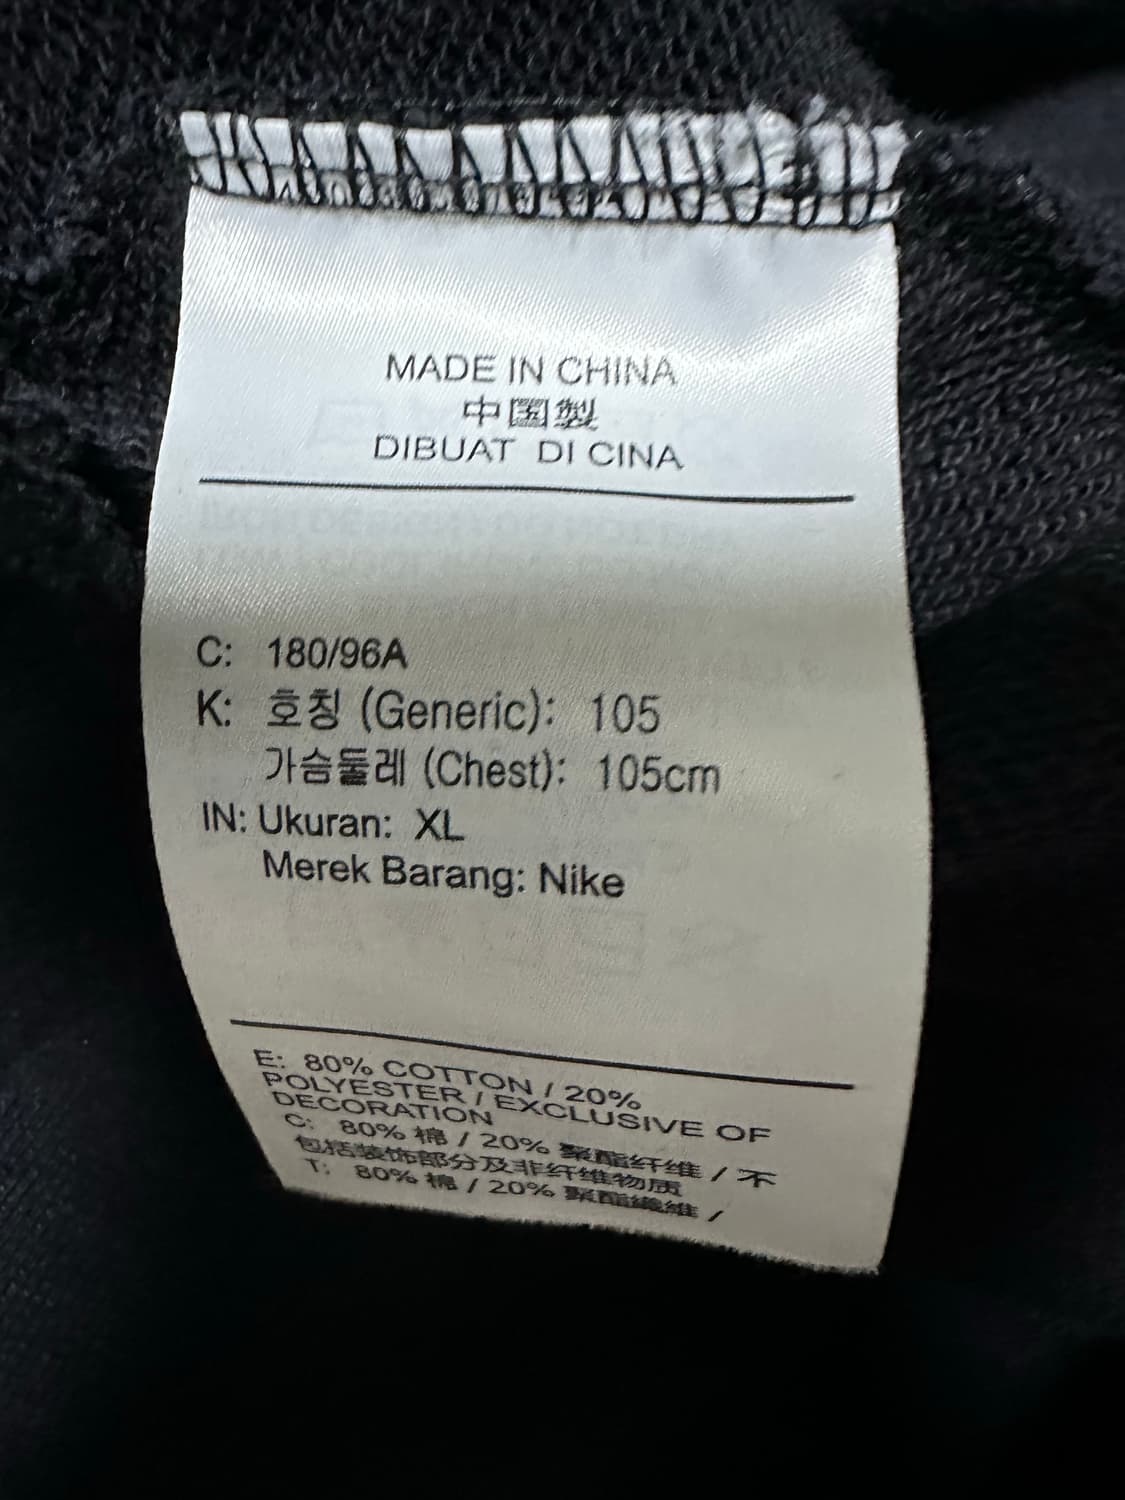 MADE IN CHINA
中国製
DIBUAT DI CINA
C: 180/96A
K: 호칭 (Generic): 105
가슴둘레 (Chest): 105cm
IN: Ukuran: XL
Merek Barang: Nike
E: 80% COTTON / 20%
POLYESTER / EXCLUSIVE OF
DECORATION
C: 80% 棉 / 20% 聚酯纤维 / 不
包括装饰部分及非纤维物质
T: 80% 棉 / 20% 聚酯纖維 /